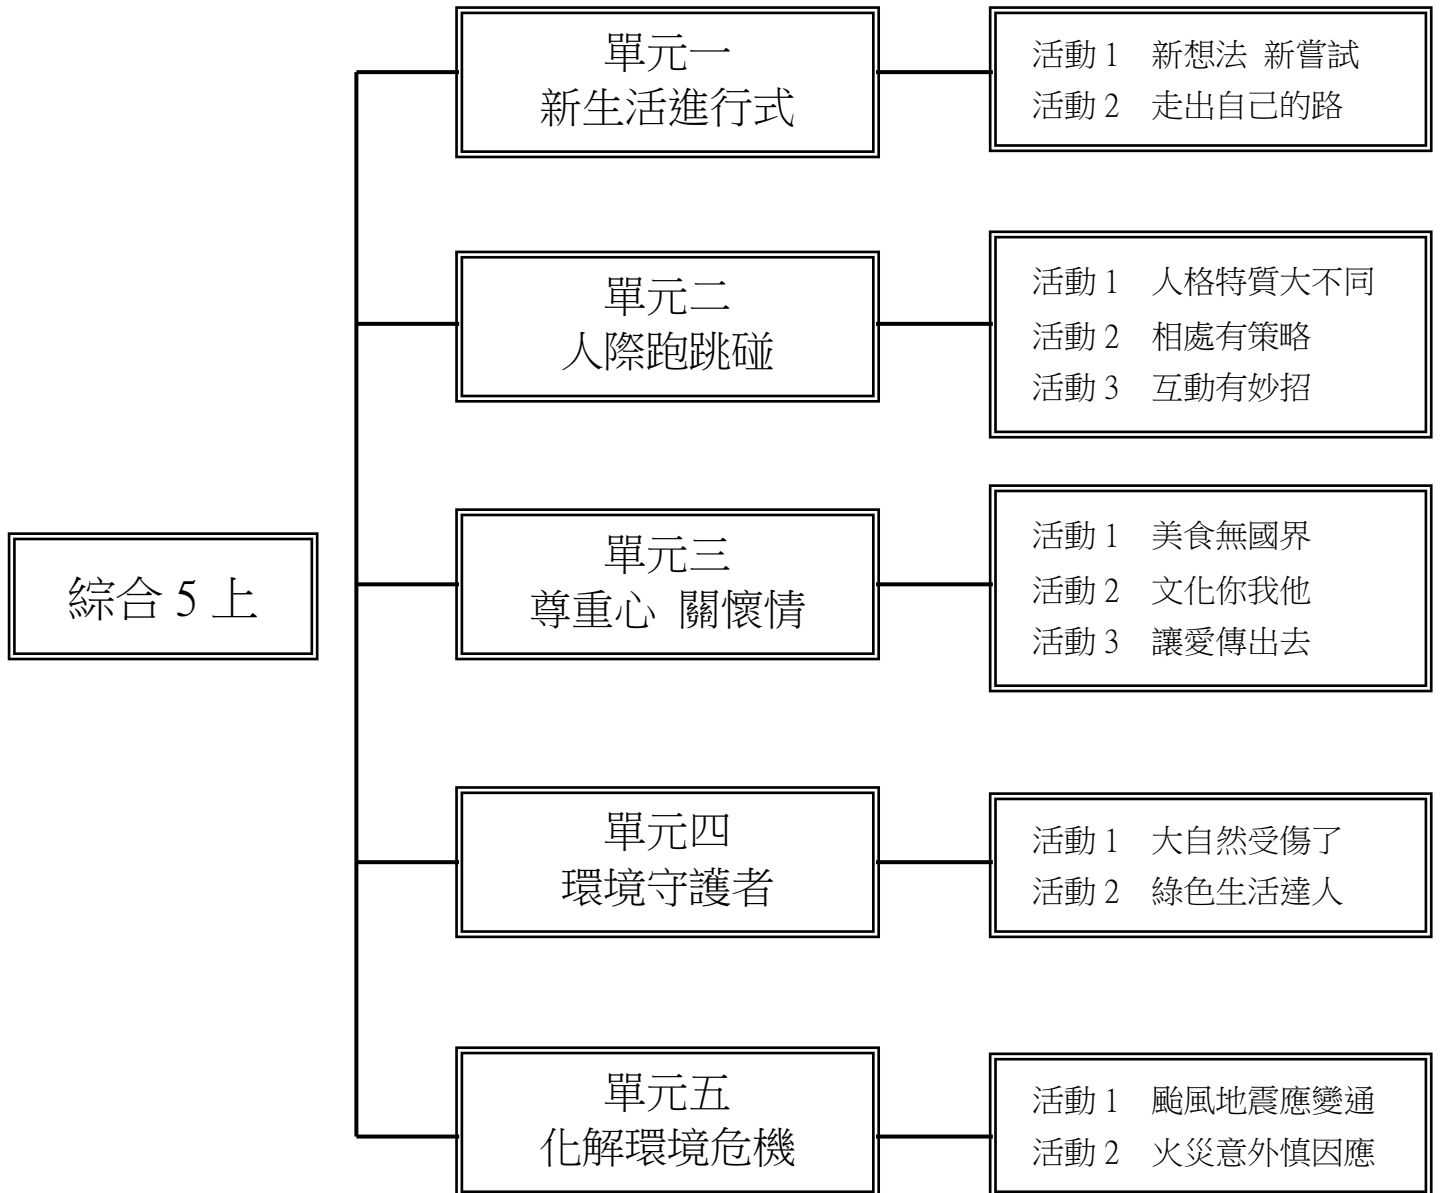 綜合 5 上
單元一
新生活進行式
活動 1 新想法 新嘗試
活動 2 走出自己的路
單元二
人際跑跳碰
活動 1 人格特質大不同
活動 2 相處有策略
活動 3 互動有妙招
單元三
尊重心 關懷情
活動 1 美食無國界
活動 2 文化你我他
活動 3 讓愛傳出去
單元四
環境守護者
活動 1 大自然受傷了
活動 2 綠色生活達人
單元五
化解環境危機
活動 1 颱風地震應變通
活動 2 火災意外慎因應